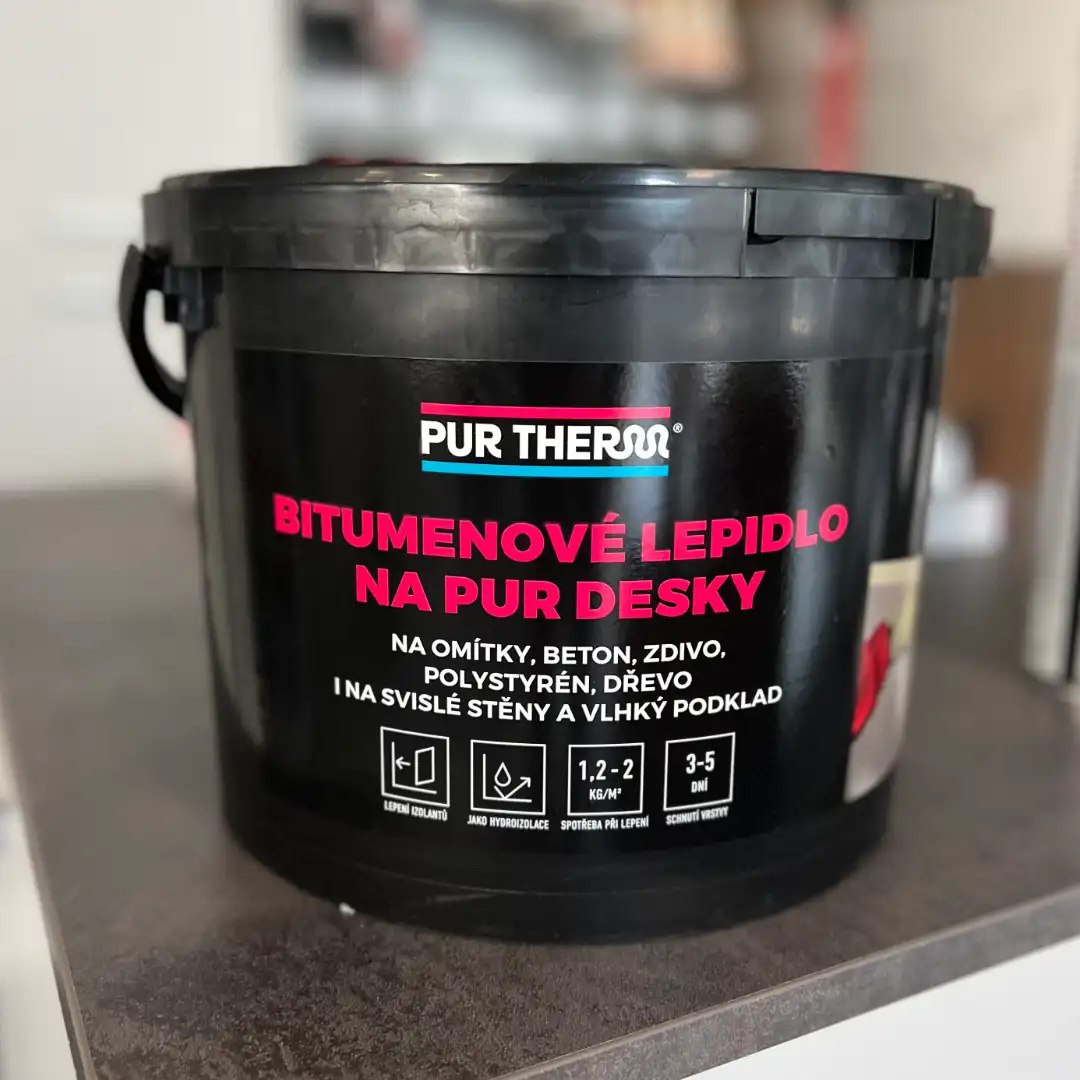 PUR THERM®
BITUMENOVÉ LEPIDLO
NA PUR DESKY
NA OMÍTKY, BETON, ZDIVO,
POLYSTYRÉN, DŘEVO
I NA SVISLÉ STĚNY A VLHKÝ PODKLAD
1,2 - 2
KG/M²
3-5
DNÍ
LEPENÍ IZOLANTŮ
JAKO HYDROIZOLACE
SPOTŘEBA PŘI LEPENÍ
SCHNUTÍ VRSTVY